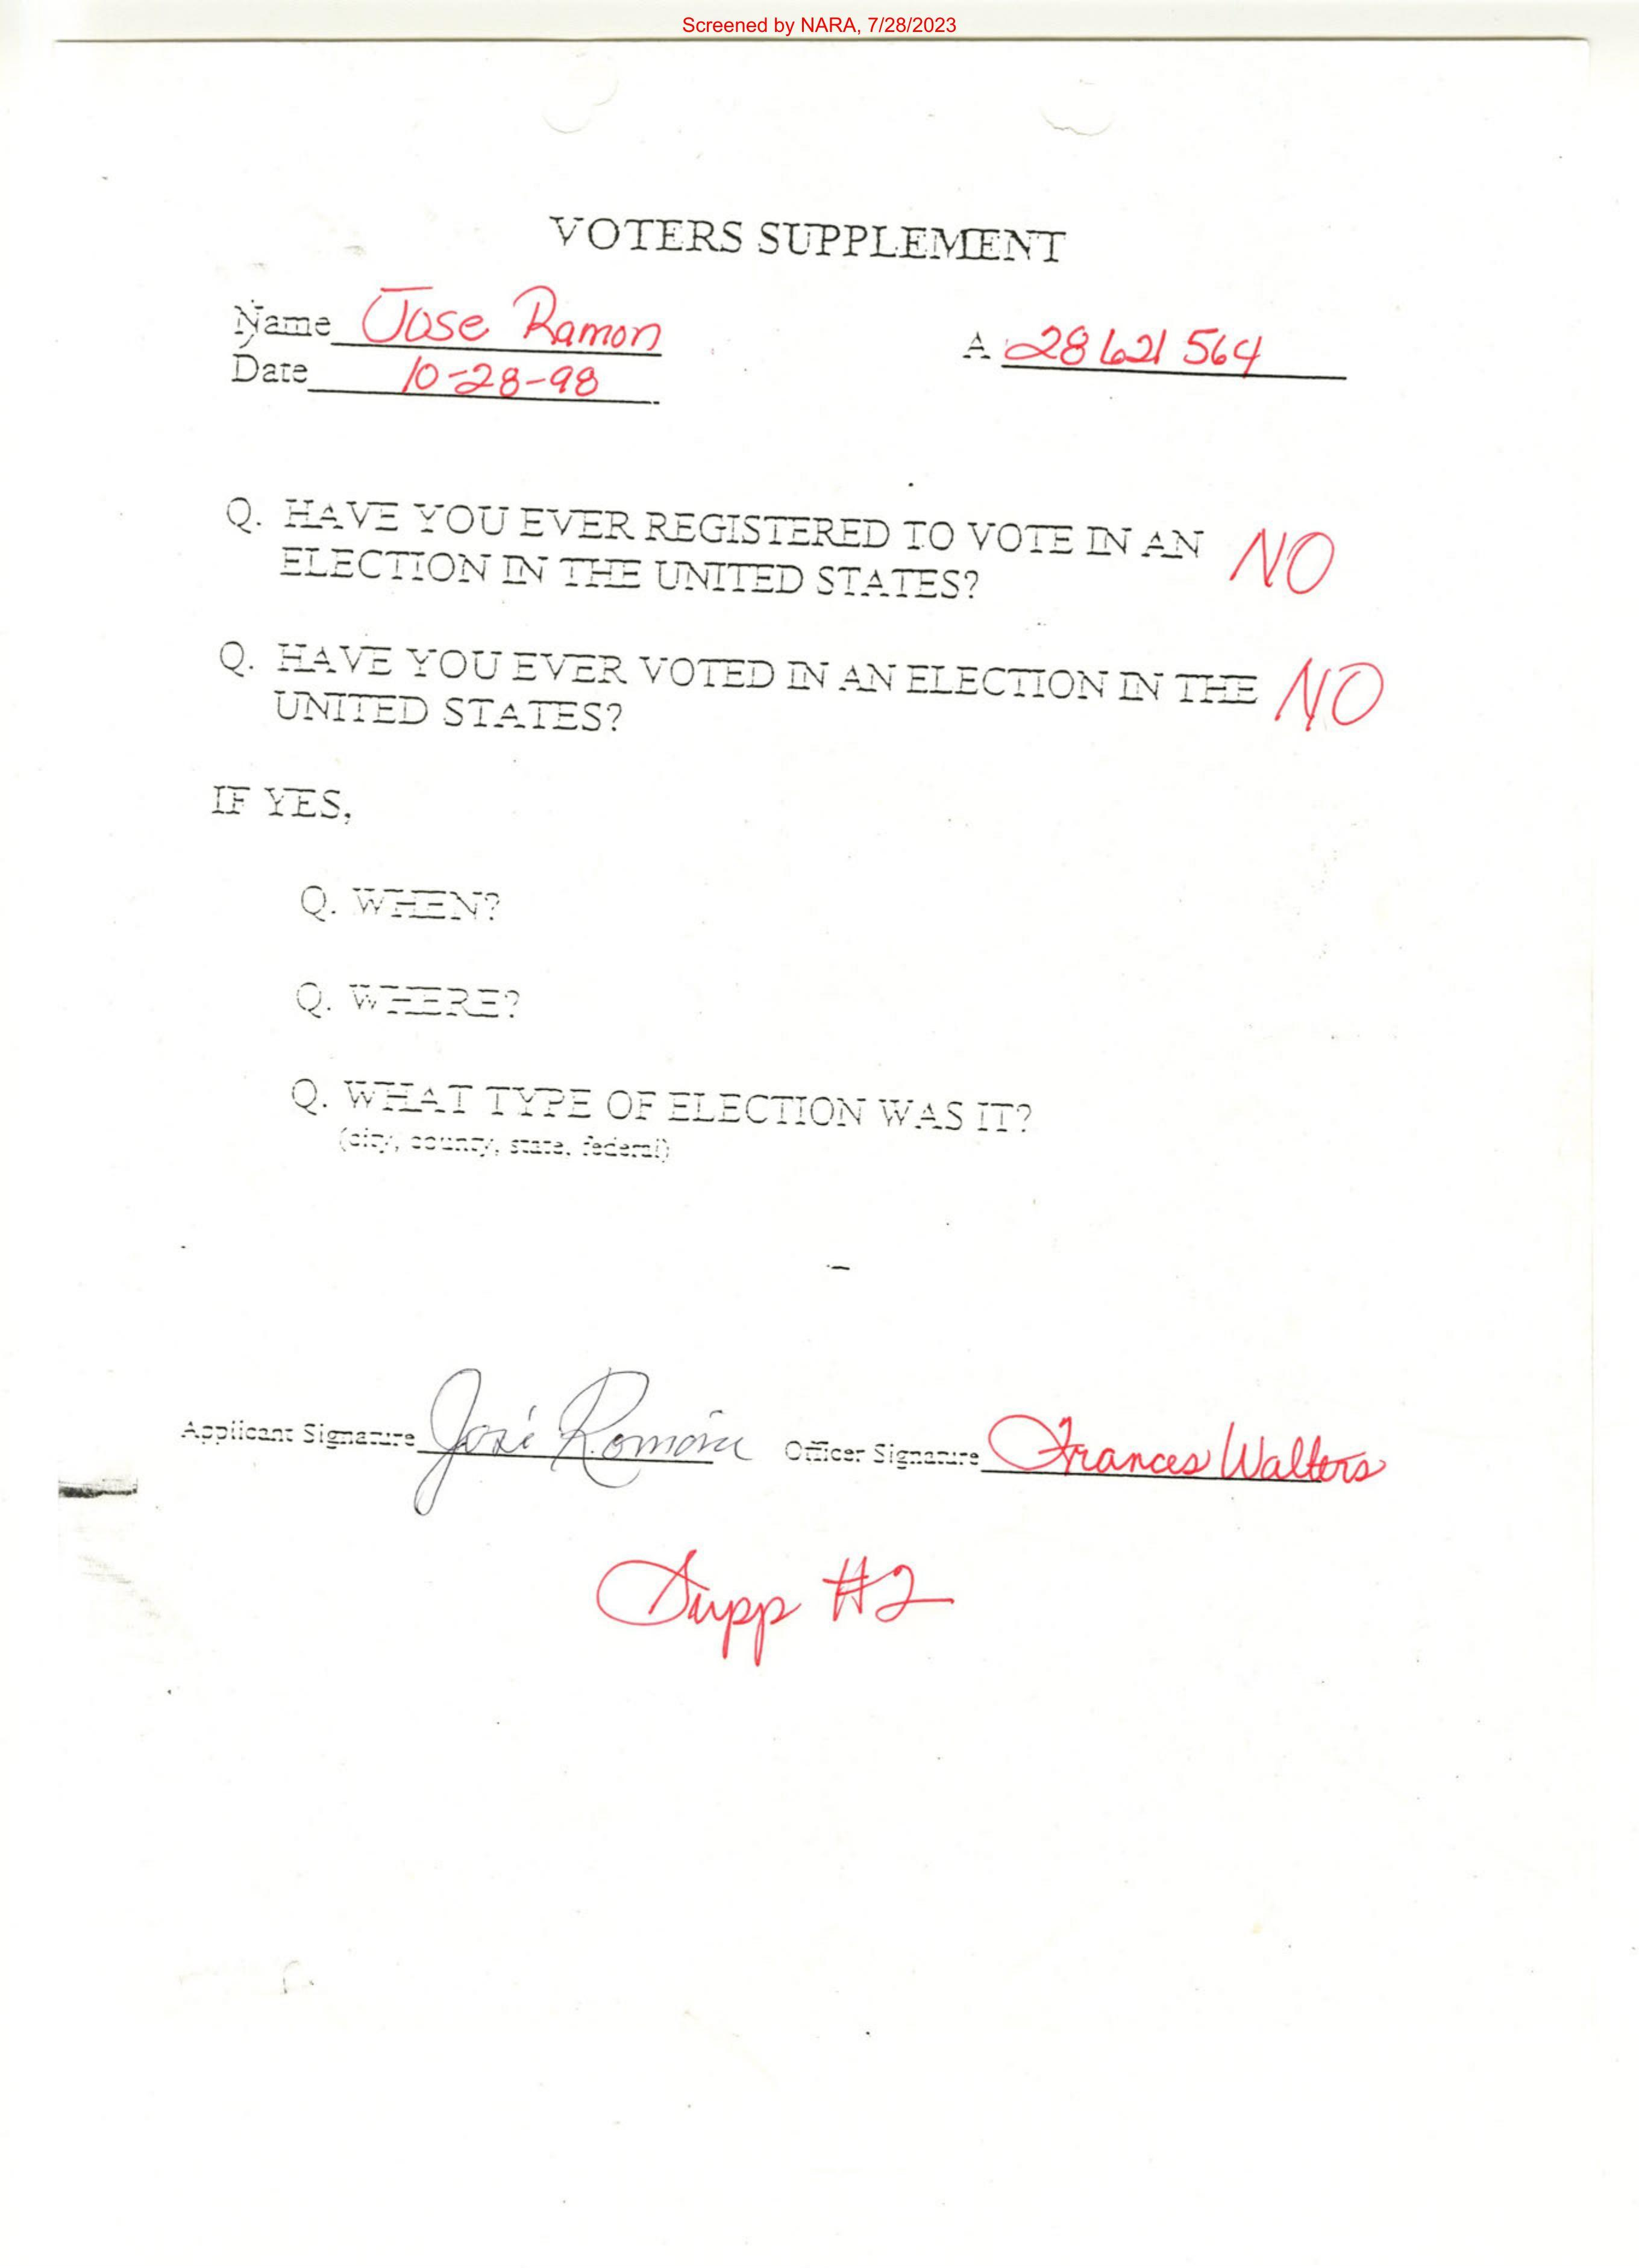 Screened by NARA, 7/28/2023
VOTERS SUPPLEMENT
Name Jose Ramon
A 28621564
Date 10-28-98
Q. HAVE YOU EVER REGISTERED TO VOTE IN AN NO
ELECTION IN THE UNITED STATES?
Q. HAVE YOU EVER VOTED IN AN ELECTION IN THE NO
UNITED STATES?
IF YES,
Q. WHEN?
Q. WHERE?
Q. WHAT TYPE OF ELECTION WAS IT?
(city, county, state, federal)
Applicant Signature José Ramón Officer Signature Frances Walters
Supp #2